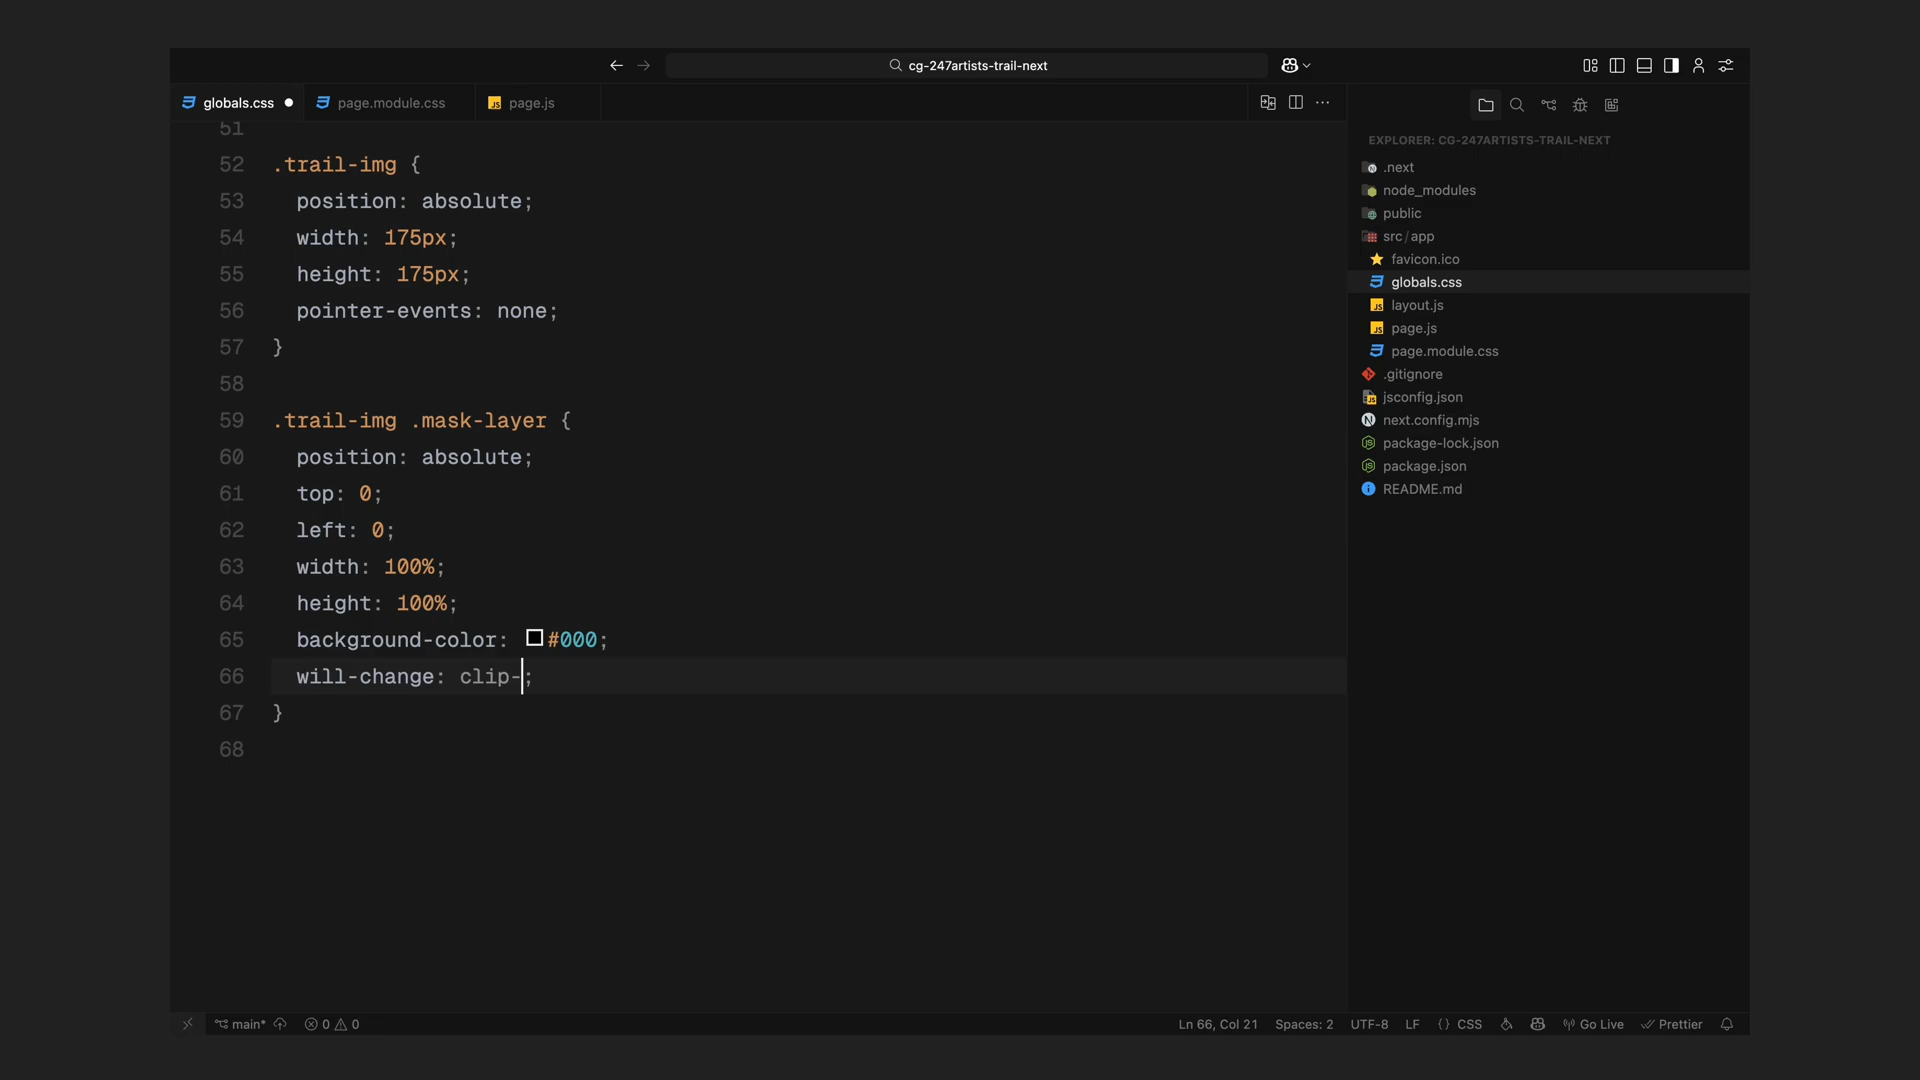 cg-247artists-trail-next
globals.css
page.module.css
page.js
EXPLORER: CG-247ARTISTS-TRAIL-NEXT
.next
node_modules
public
src/app
favicon.ico
globals.css
layout.js
page.js
page.module.css
.gitignore
jsconfig.json
next.config.mjs
package-lock.json
package.json
README.md
51
52 .trail-img {
53 position: absolute;
54 width: 175px;
55 height: 175px;
56 pointer-events: none;
57 }
58
59 .trail-img .mask-layer {
60 position: absolute;
61 top: 0;
62 left: 0;
63 width: 100%;
64 height: 100%;
65 background-color: #000;
66 will-change: clip-;
67 }
68
main* 0 0 Ln 66, Col 21 Spaces: 2 UTF-8 LF {} CSS Go Live Prettier